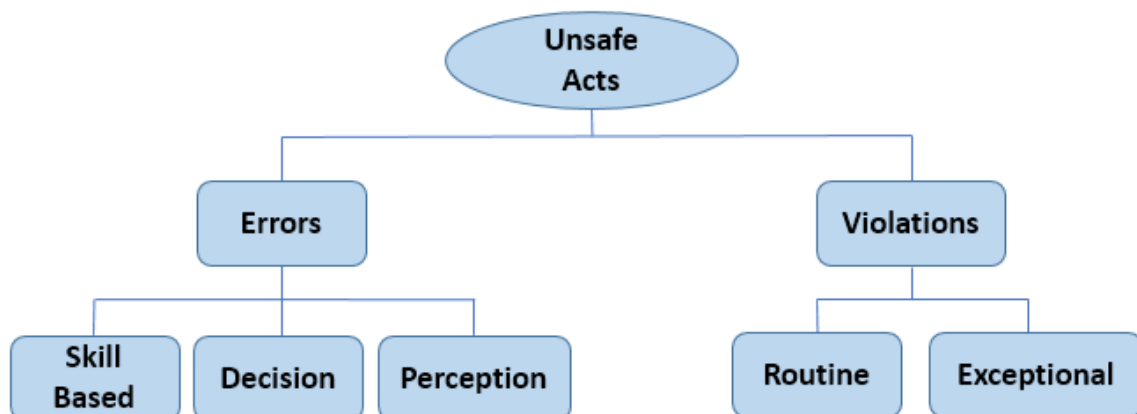 Unsafe
Acts
Errors
Violations
Skill
Based
Decision
Perception
Routine
Exceptional